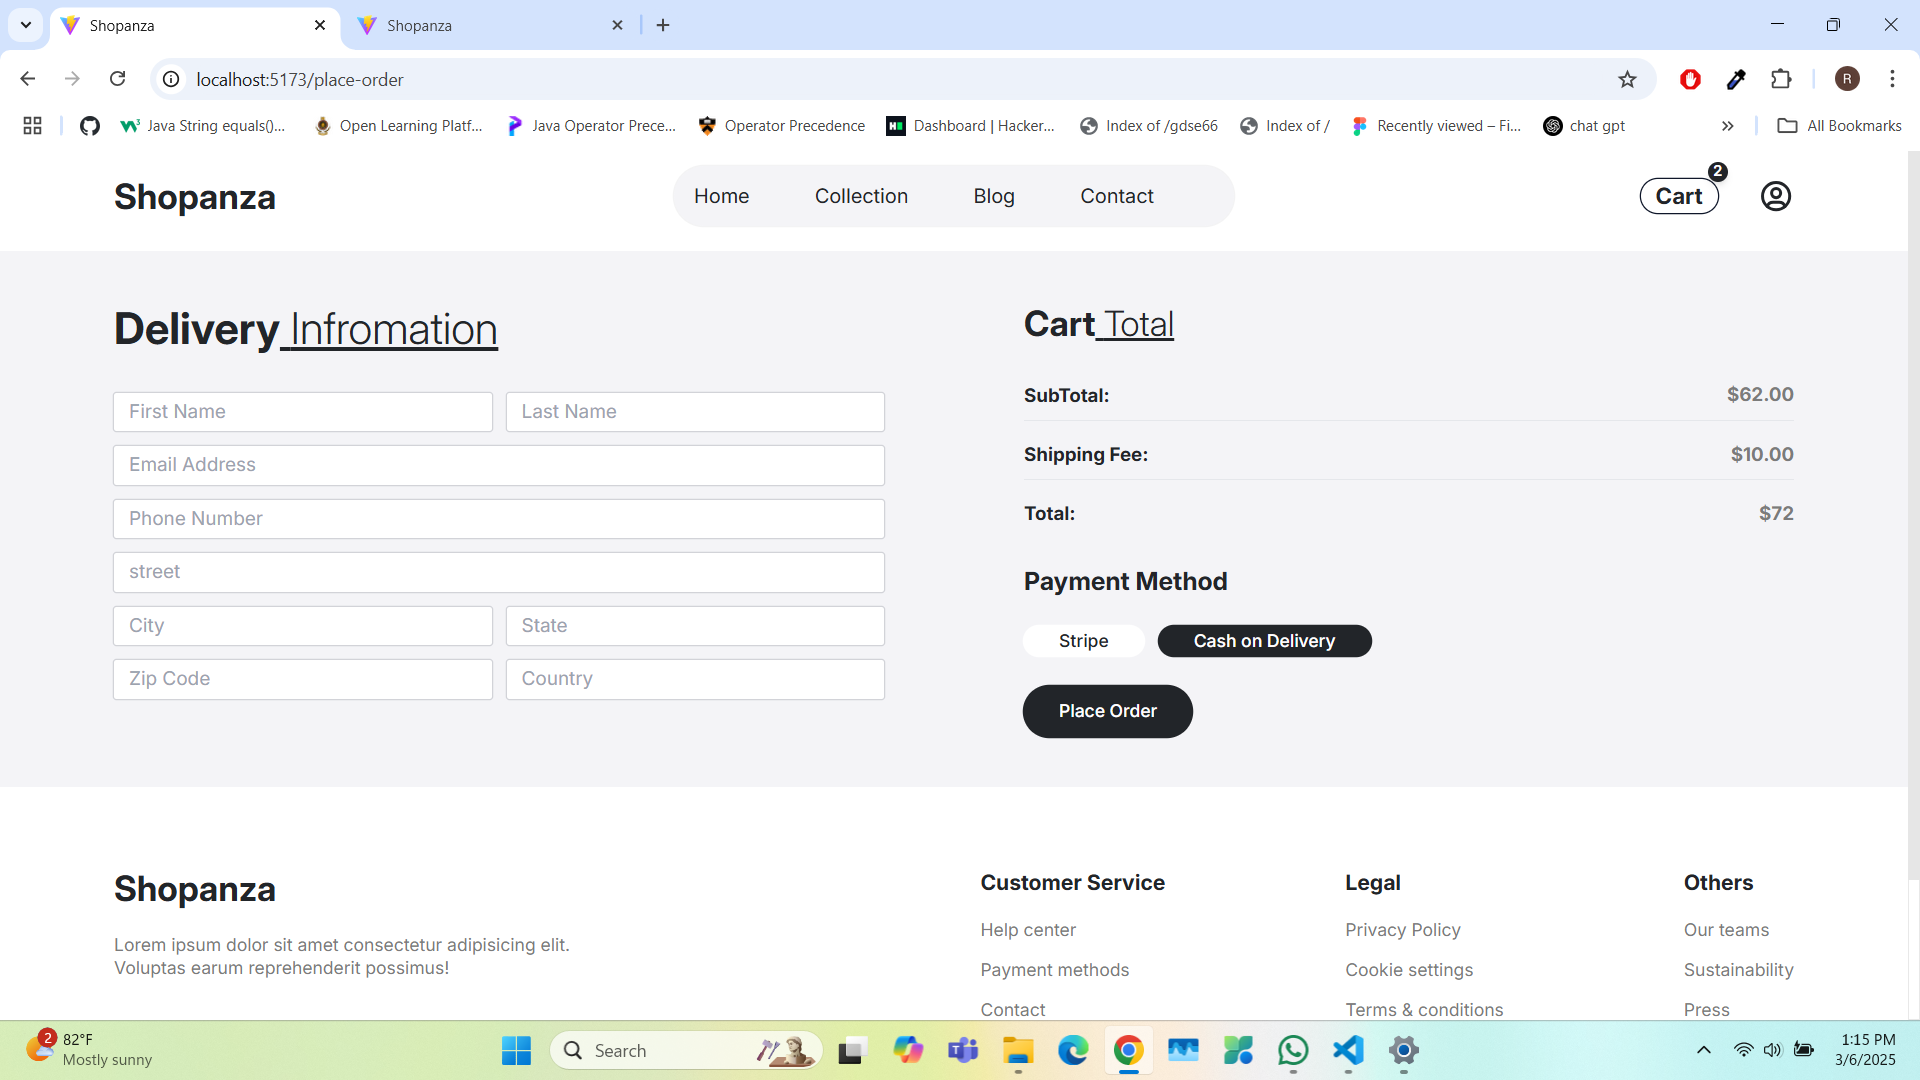 Shopanza
Shopanza
localhost:5173/place-order
R
Java String equals()...
Open Learning Platf...
Java Operator Prece...
Operator Precedence
Dashboard | Hacker...
Index of /gdse66
Index of /
Recently viewed – Fi...
chat gpt
All Bookmarks
Shopanza
Home
Collection
Blog
Contact
Cart
2
Delivery Infromation
First Name
Last Name
Email Address
Phone Number
street
City
State
Zip Code
Country
Cart Total
SubTotal:
$62.00
Shipping Fee:
$10.00
Total:
$72
Payment Method
Stripe
Cash on Delivery
Place Order
Shopanza
Lorem ipsum dolor sit amet consectetur adipisicing elit.
Voluptas earum reprehenderit possimus!
Customer Service
Help center
Payment methods
Contact
Legal
Privacy Policy
Cookie settings
Terms & conditions
Others
Our teams
Sustainability
Press
2
82°F
Mostly sunny
Search
1:15 PM
3/6/2025